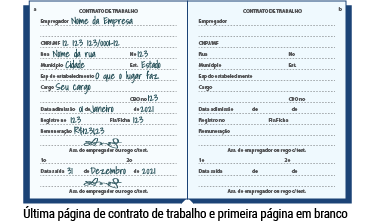 a
CONTRATO DE TRABALHO
Empregador Nome da Empresa
CNPJ/MF 12 123 123/0001-12
Rua Nome da rua No 123
Município Cidade Est. Estado
Esp do estabelecimento O que o lugar faz
Cargo Seu cargo
CBO no 123
Data admissão 01 de Janeiro de 2021
Registro no 123 Fls/Ficha 123
Remuneração R$123,123
Ass. do empregador ou rogo c/test.
1o 2o
Data saída 31 de Dezembro de 2021
Ass. do empregador ou rogo c/test.
b
CONTRATO DE TRABALHO
Empregador
CNPJ/MF
Rua No
Município Est.
Esp do estabelecimento
Cargo
CBO no
Data admissão de de
Registro no Fls/Ficha
Remuneração
Ass. do empregador ou rogo c/test.
1o 2o
Data saída de de
Ass. do empregador ou rogo c/test.
Última página de contrato de trabalho e primeira página em branco